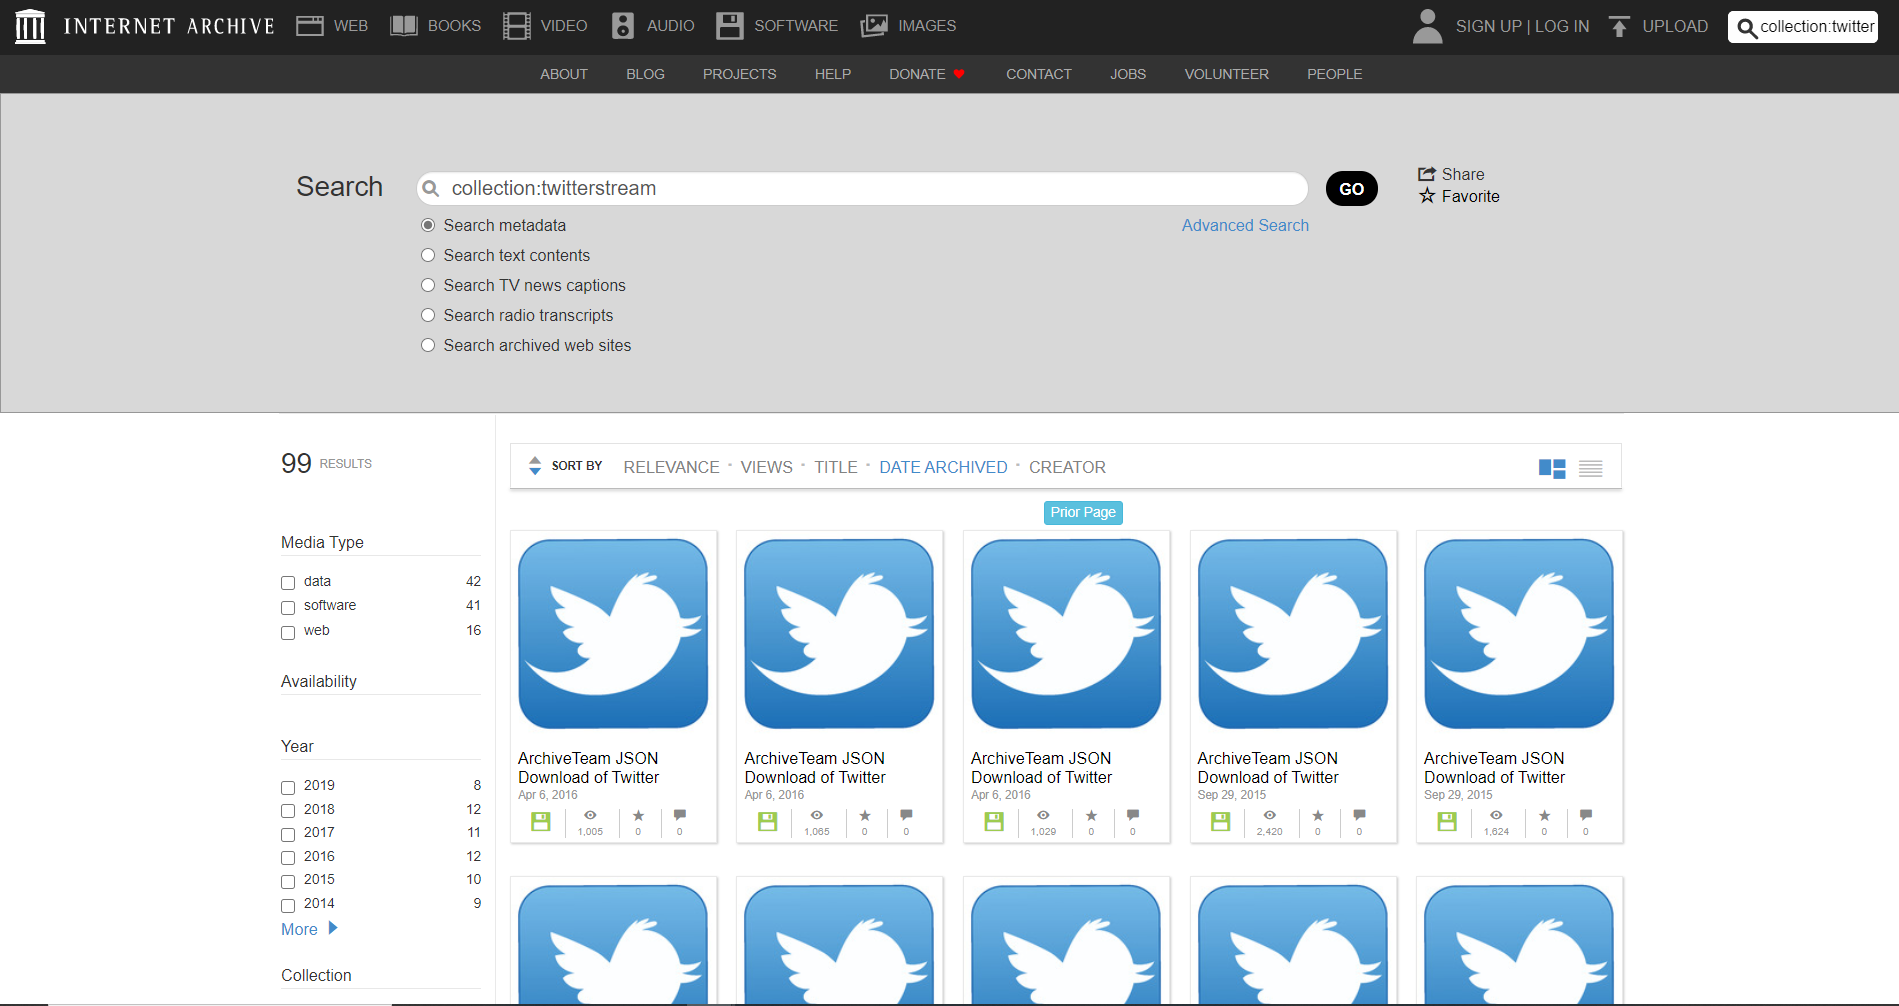 INTERNET ARCHIVE WEB BOOKS VIDEO AUDIO SOFTWARE IMAGES SIGN UP | LOG IN UPLOAD collection:twitter
ABOUT BLOG PROJECTS HELP DONATE CONTACT JOBS VOLUNTEER PEOPLE
Search collection:twitterstream GO Share
Favorite
Search metadata Advanced Search
Search text contents
Search TV news captions
Search radio transcripts
Search archived web sites
99 RESULTS
SORT BY RELEVANCE VIEWS TITLE DATE ARCHIVED CREATOR
Prior Page
Media Type
data 42
software 41
web 16
Availability
Year
2019 8
2018 12
2017 11
2016 12
2015 10
2014 9
More
Collection
ArchiveTeam JSON
Download of Twitter
Apr 6, 2016
1,005 0 0
ArchiveTeam JSON
Download of Twitter
Apr 6, 2016
1,065 0 0
ArchiveTeam JSON
Download of Twitter
Apr 6, 2016
1,029 0 0
ArchiveTeam JSON
Download of Twitter
Sep 29, 2015
2,420 0 0
ArchiveTeam JSON
Download of Twitter
Sep 29, 2015
1,624 0 0